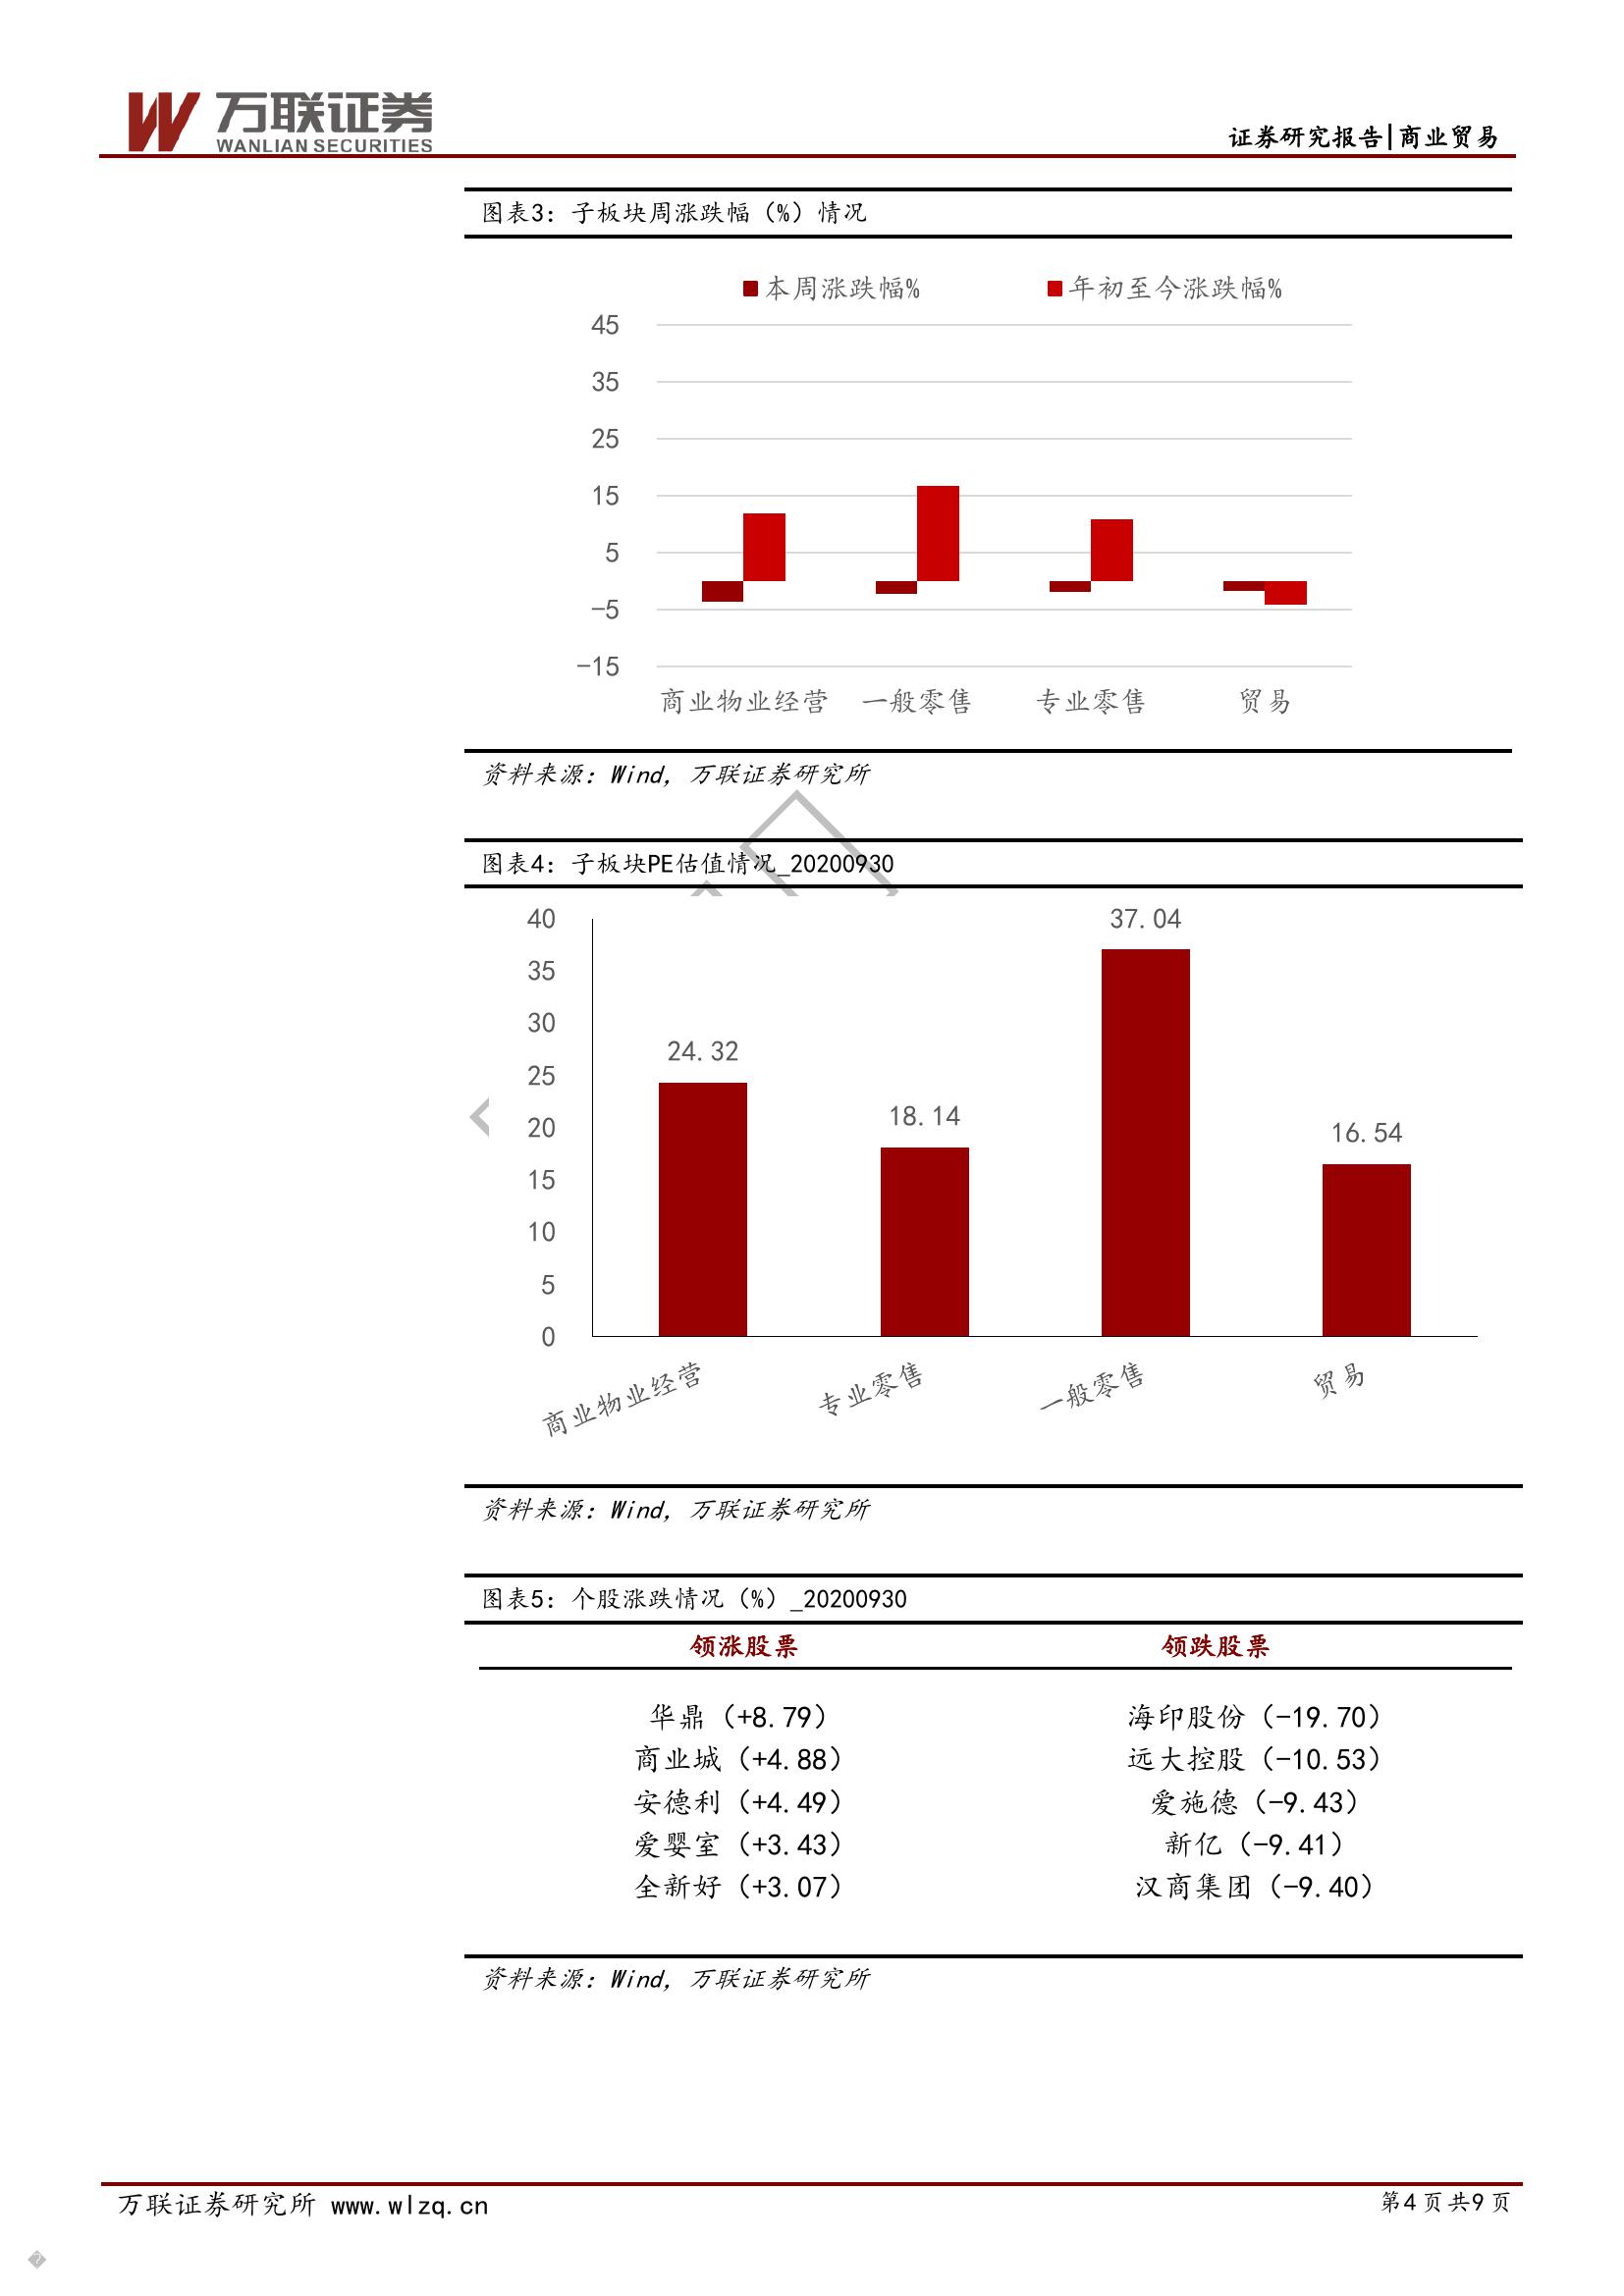 万联证券
WANLIAN SECURITIES
证券研究报告|商业贸易
图表3：子板块周涨跌幅（%）情况
本周涨跌幅% 年初至今涨跌幅%
45
35
25
15
5
-5
-15
商业物业经营 一般零售 专业零售 贸易
资料来源：Wind, 万联证券研究所
图表4：子板块PE估值情况_20200930
40
35
30
25
20
15
10
5
0
24.32
18.14
37.04
16.54
商业物业经营 专业零售 一般零售 贸易
资料来源：Wind, 万联证券研究所
图表5：个股涨跌情况（%）_20200930
领涨股票 领跌股票
华鼎（+8.79） 海印股份（-19.70）
商业城（+4.88） 远大控股（-10.53）
安德利（+4.49） 爱施德（-9.43）
爱婴室（+3.43） 新亿（-9.41）
全新好（+3.07） 汉商集团（-9.40）
资料来源：Wind, 万联证券研究所
万联证券研究所 www.wlzq.cn 第4页共9页